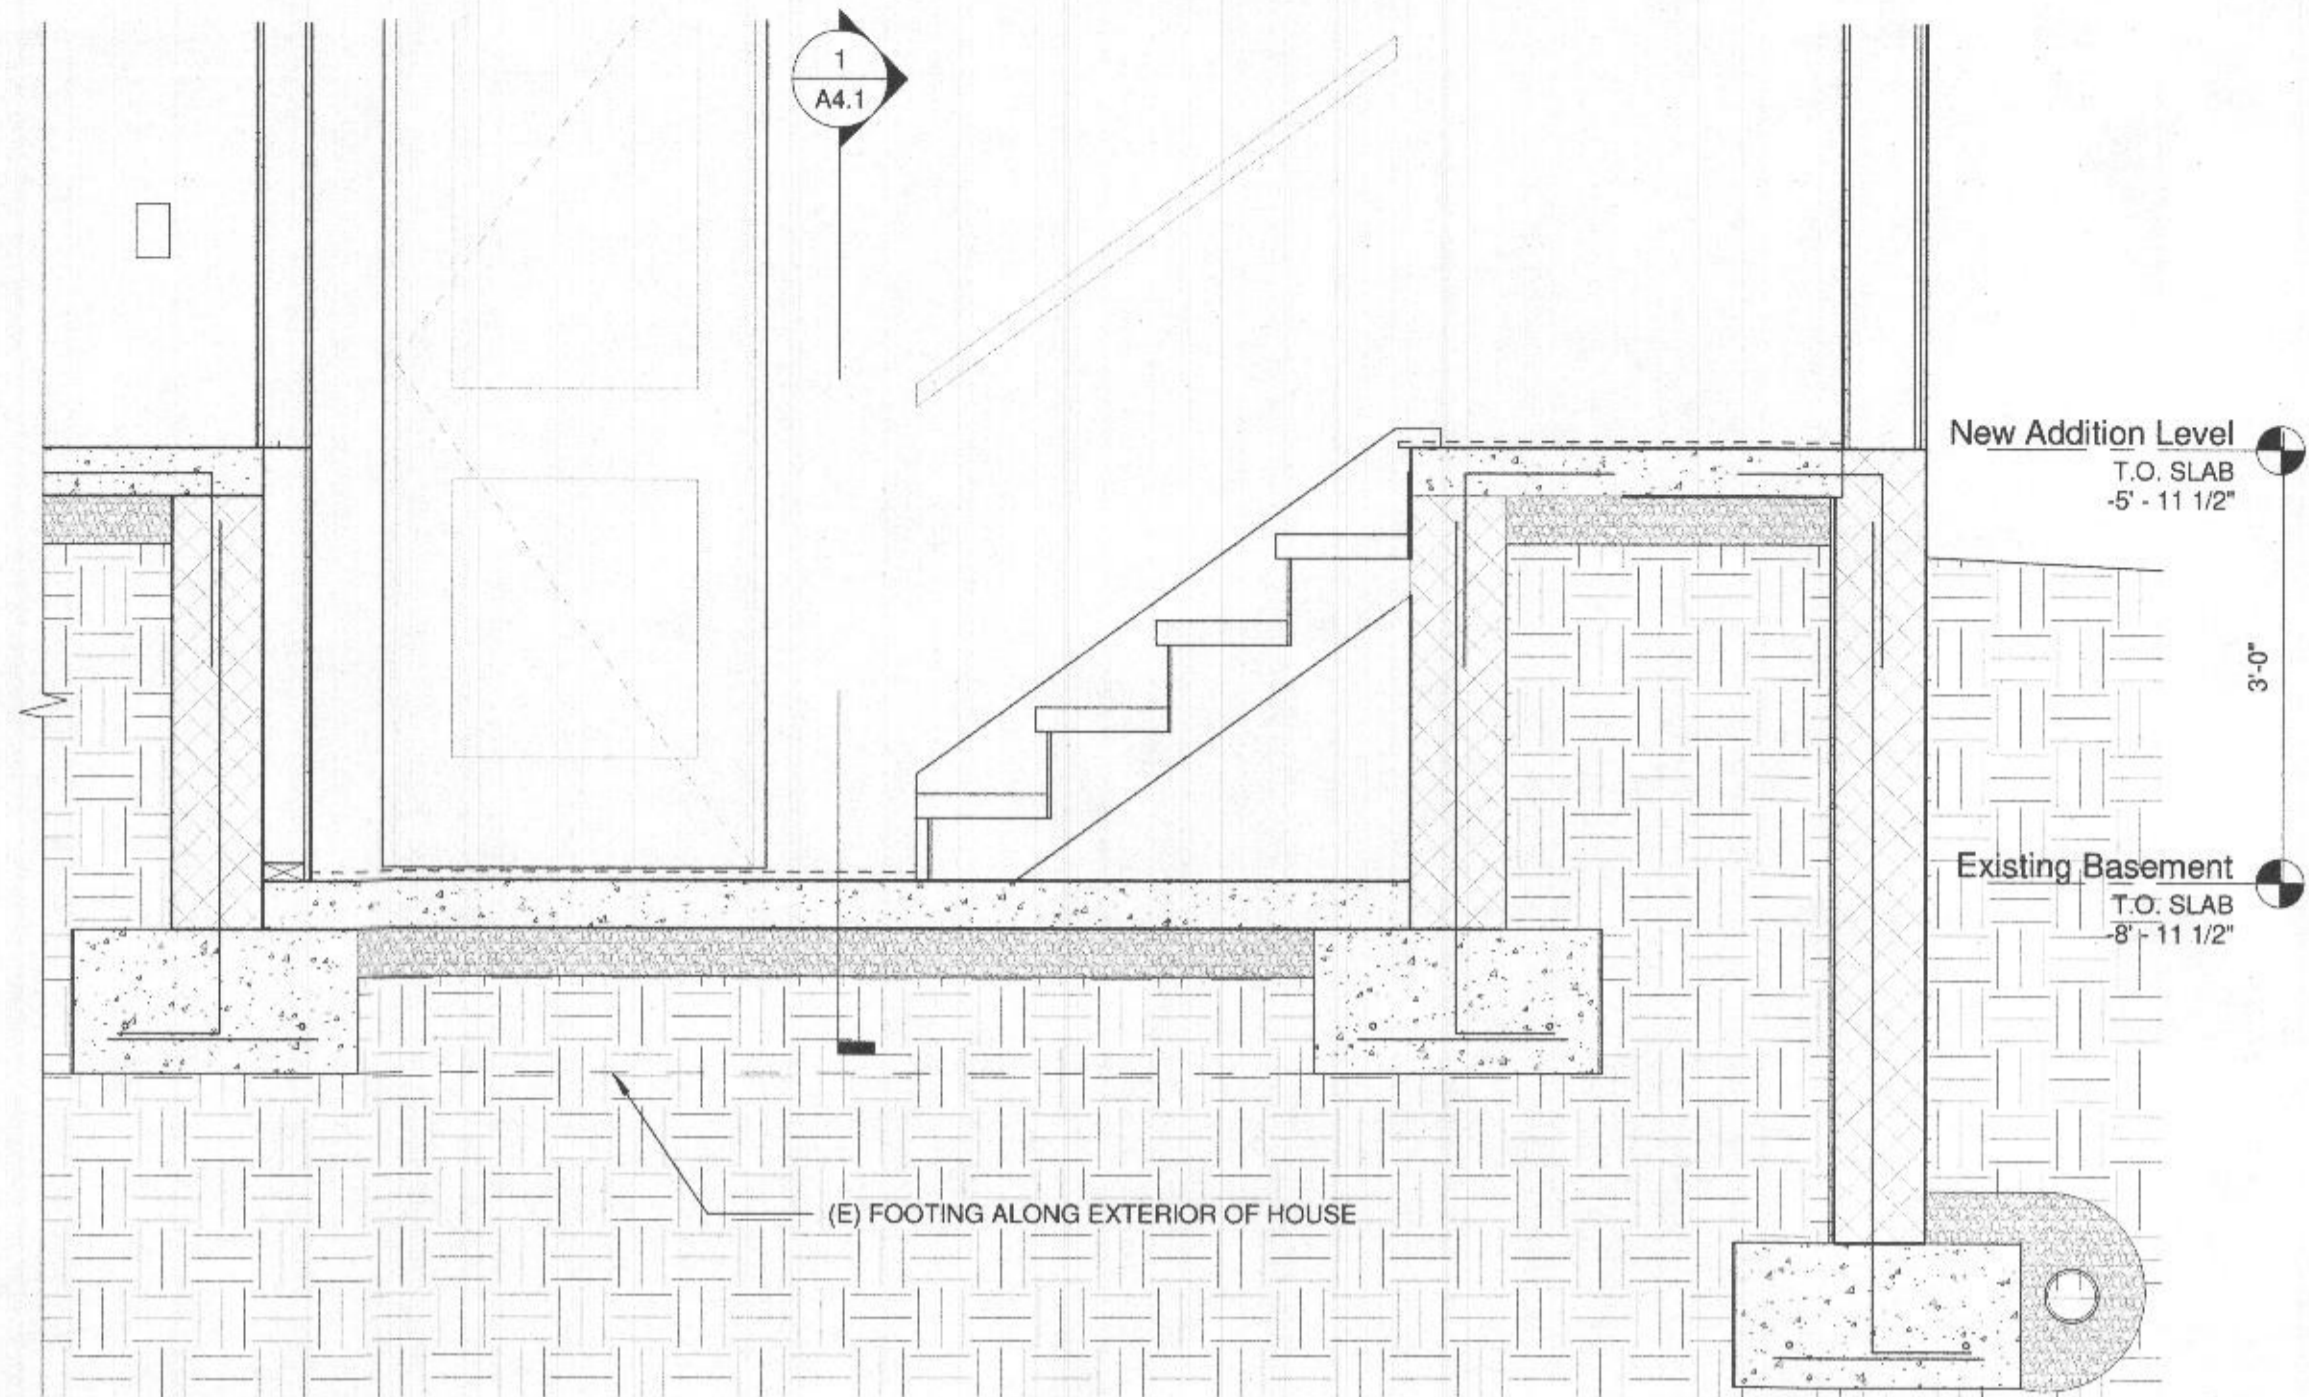 1
A4.1
New Addition Level
T.O. SLAB
-5' - 11 1/2"
3'-0"
Existing Basement
T.O. SLAB
-8' - 11 1/2"
(E) FOOTING ALONG EXTERIOR OF HOUSE